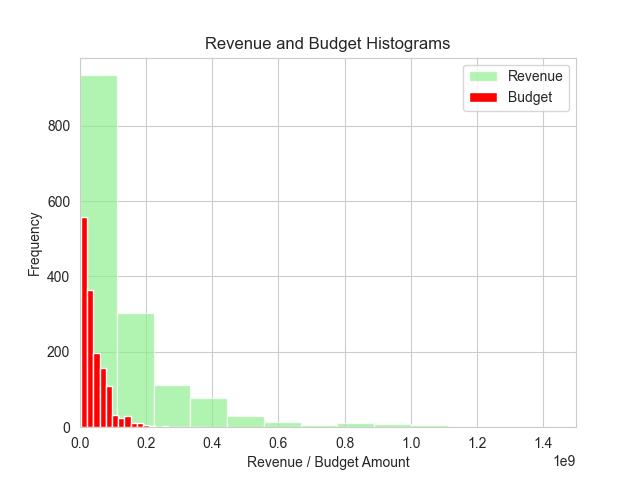 Revenue and Budget Histograms
Revenue
Budget
800
600
400
200
0
Frequency
0.0 0.2 0.4 0.6 0.8 1.0 1.2 1.4
1e9
Revenue / Budget Amount